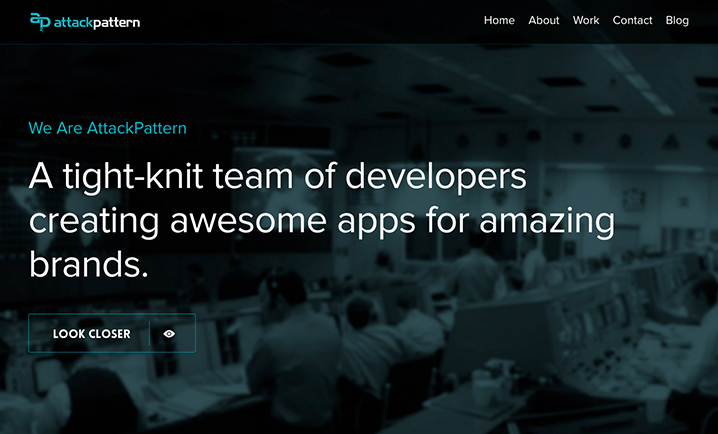 ap attackpattern
Home About Work Contact Blog
We Are AttackPattern
A tight-knit team of developers
creating awesome apps for amazing
brands.
LOOK CLOSER